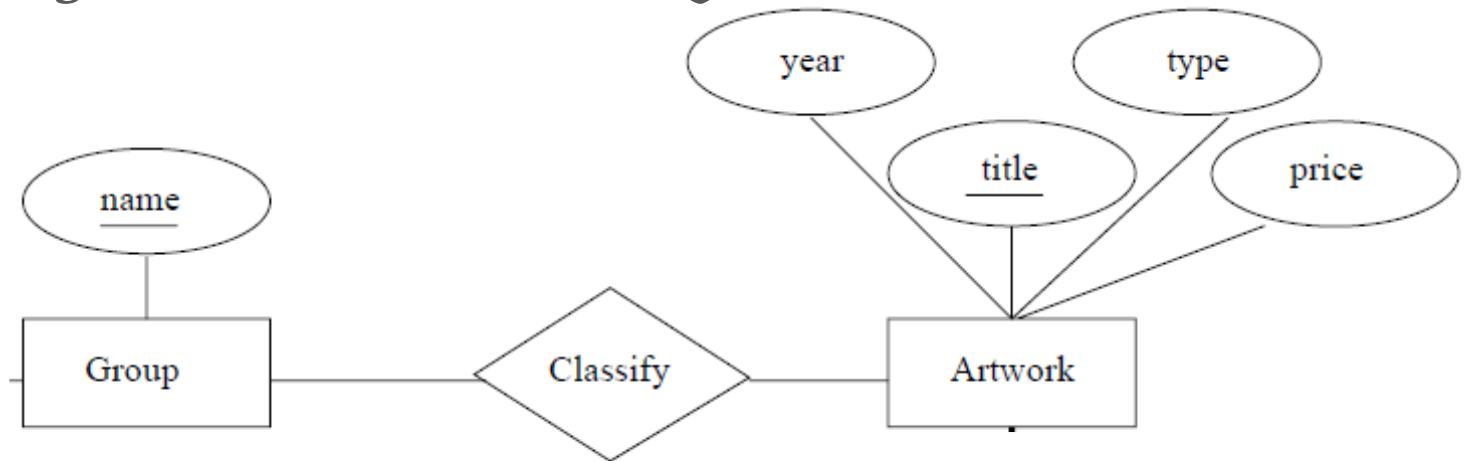 year
type
title
price
name
Group
Classify
Artwork